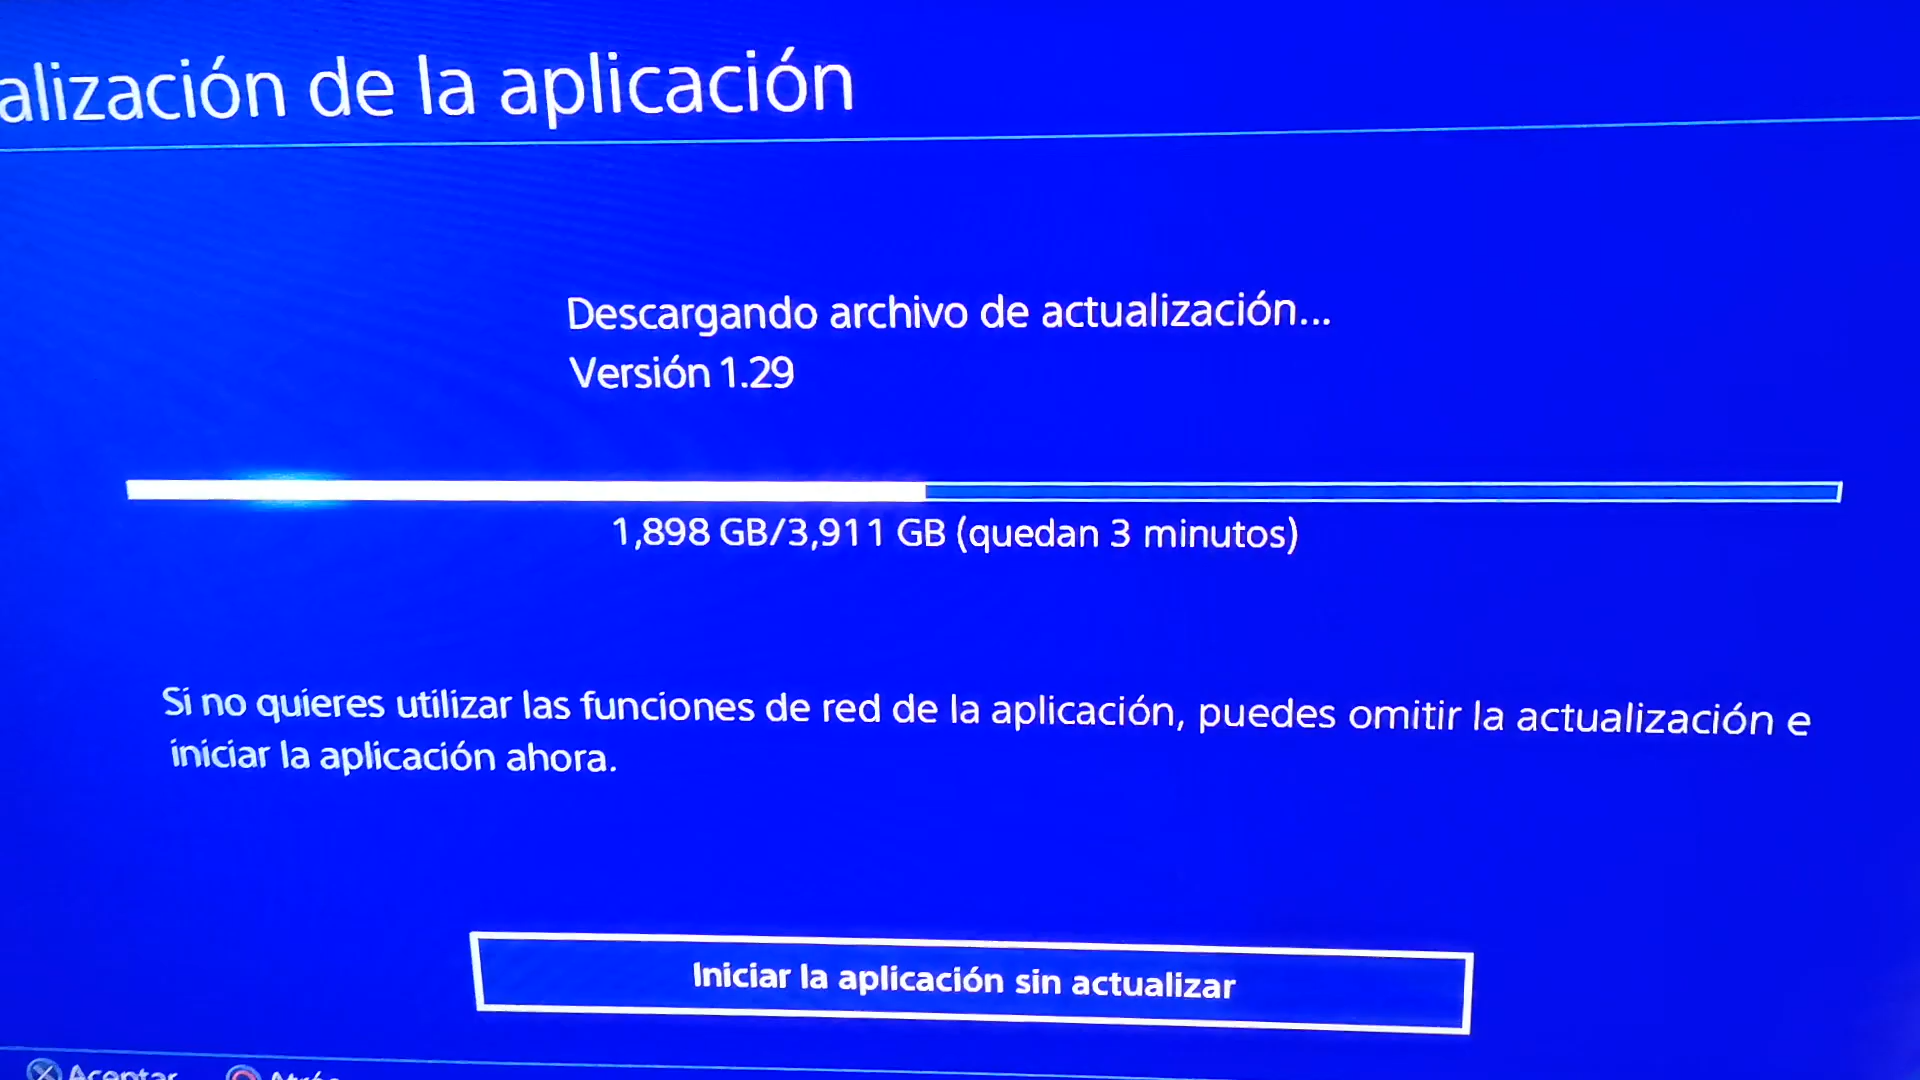 alización de la aplicación
Descargando archivo de actualización...
Versión 1.29
1,898 GB/3,911 GB (quedan 3 minutos)
Si no quieres utilizar las funciones de red de la aplicación, puedes omitir la actualización e
iniciar la aplicación ahora.
Iniciar la aplicación sin actualizar
Aceptar Atrás